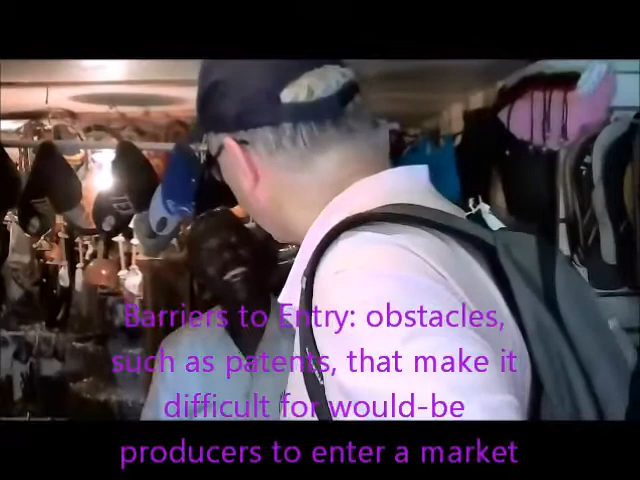 Barriers to Entry: obstacles,
such as patents, that make it
difficult for would-be
producers to enter a market